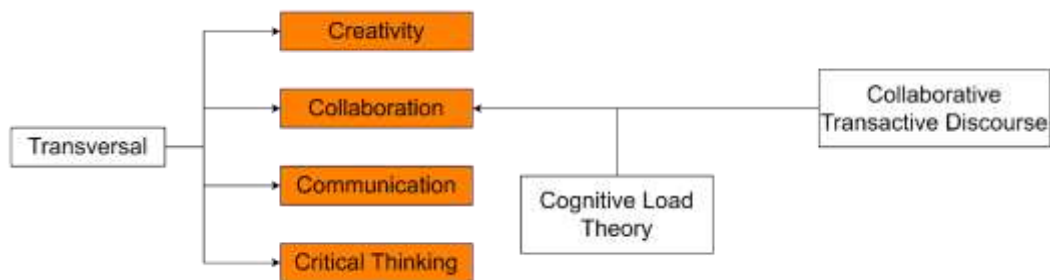 Creativity
Collaboration
Communication
Critical Thinking
Transversal
Cognitive Load
Theory
Collaborative
Transactive Discourse